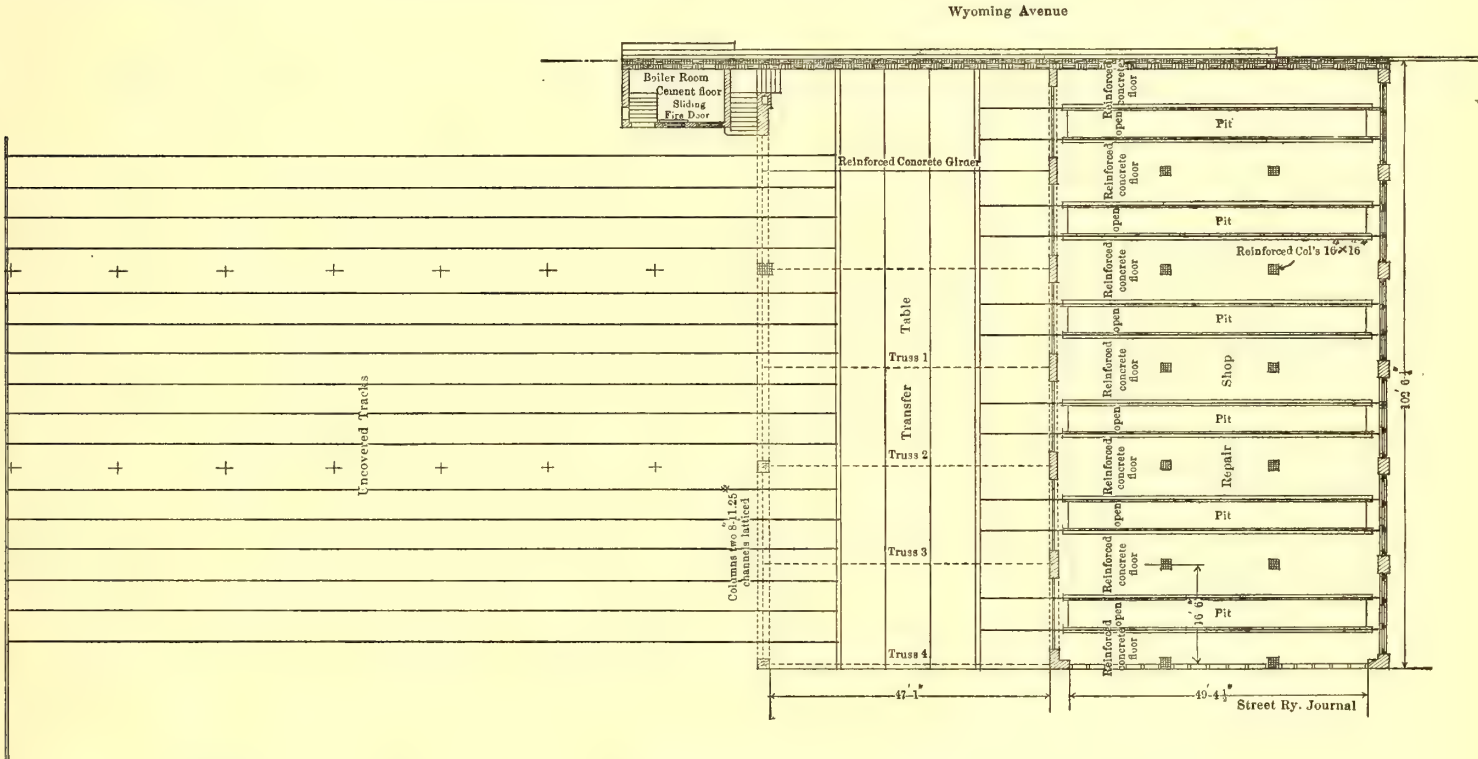 Wyoming Avenue
Boiler Room
Cement floor
Sliding
Fire Door
Reinforced
concrete
floor
open
Pit
Reinforced Concrete Girder
Reinforced
concrete
floor
open
Pit
Reinforced Col's 16"×16"
Reinforced
concrete
floor
open
Pit
Table
Truss 1
Reinforced
concrete
floor
Shop
Uncovered Tracks
Transfer
open
Pit
Truss 2
Reinforced
concrete
floor
Repair
Columns two 8-11.25
channels latticed
open
Pit
Truss 3
Reinforced
concrete
floor
16' 6"
open
Pit
Truss 4
Reinforced
concrete
floor
47'-1"
49-4½"
Street Ry. Journal